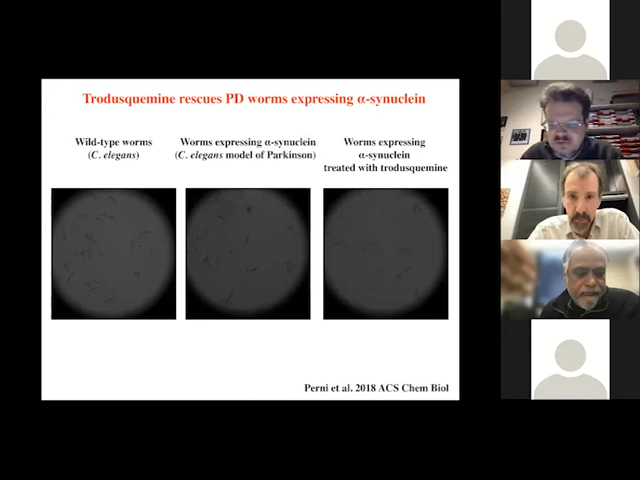 Trodusquemine rescues PD worms expressing α-synuclein
Wild-type worms
(C. elegans)
Worms expressing α-synuclein
(C. elegans model of Parkinson)
Worms expressing
α-synuclein
treated with trodusquemine
Perni et al. 2018 ACS Chem Biol